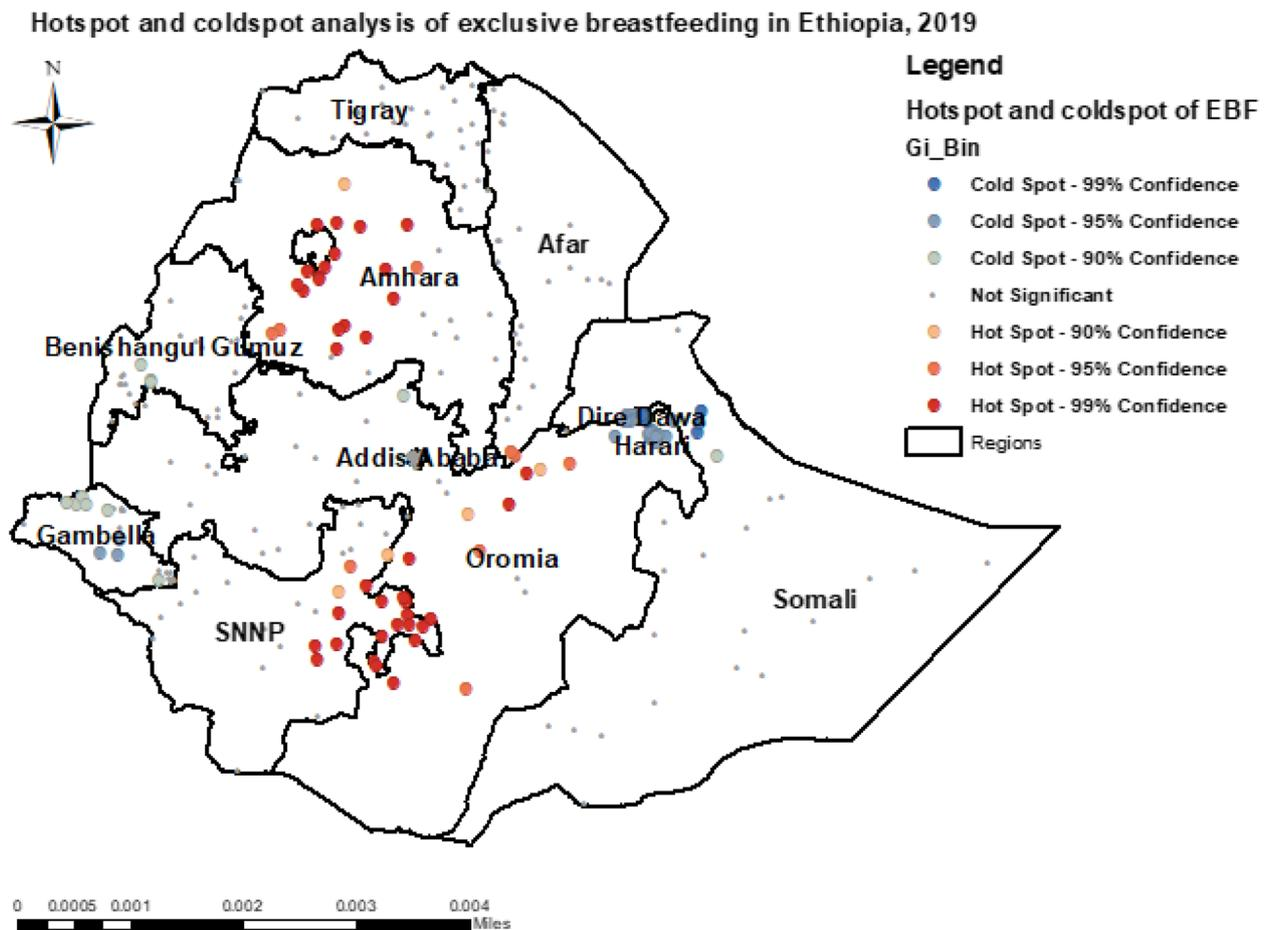 Hotspot and coldspot analysis of exclusive breastfeeding in Ethiopia, 2019
N
Legend
Hotspot and coldspot of EBF
Gi_Bin
Cold Spot - 99% Confidence
Cold Spot - 95% Confidence
Cold Spot - 90% Confidence
Not Significant
Hot Spot - 90% Confidence
Hot Spot - 95% Confidence
Hot Spot - 99% Confidence
Regions
Tigray
Afar
Amhara
Benishangul Gumuz
Dire Dawa
Harari
Addis Ababa
Gambella
Oromia
Somali
SNNP
0 0.0005 0.001 0.002 0.003 0.004
Miles